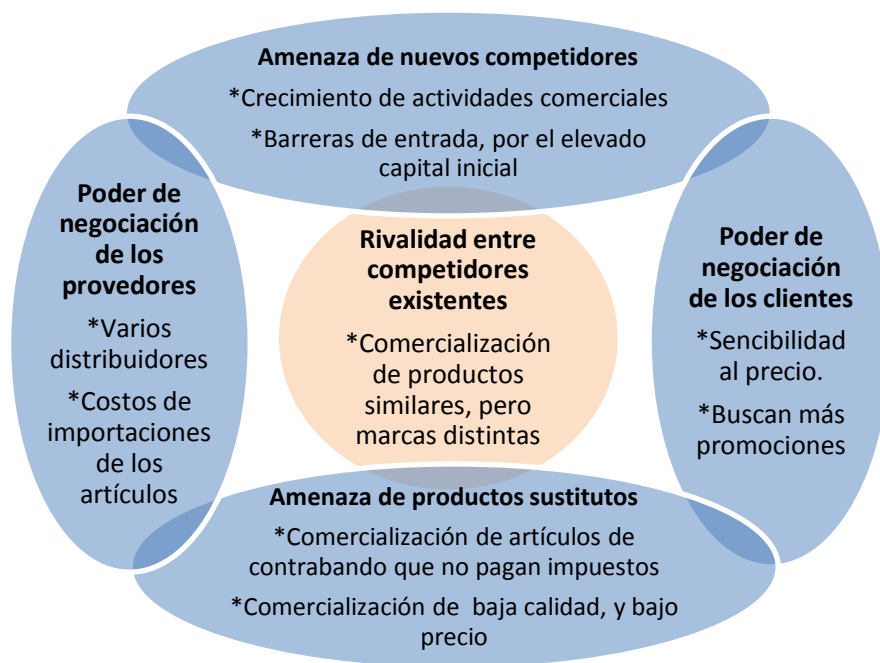 Amenaza de nuevos competidores
*Crecimiento de actividades comerciales
*Barreras de entrada, por el elevado
capital inicial
Poder de
negociación
de los
provedores
*Varios
distribuidores
*Costos de
importaciones
de los
artículos
Rivalidad entre
competidores
existentes
*Comercialización
de productos
similares, pero
marcas distintas
Poder de
negociación
de los clientes
*Sencibilidad
al precio.
*Buscan más
promociones
Amenaza de productos sustitutos
*Comercialización de artículos de
contrabando que no pagan impuestos
*Comercialización de  baja calidad, y bajo
precio